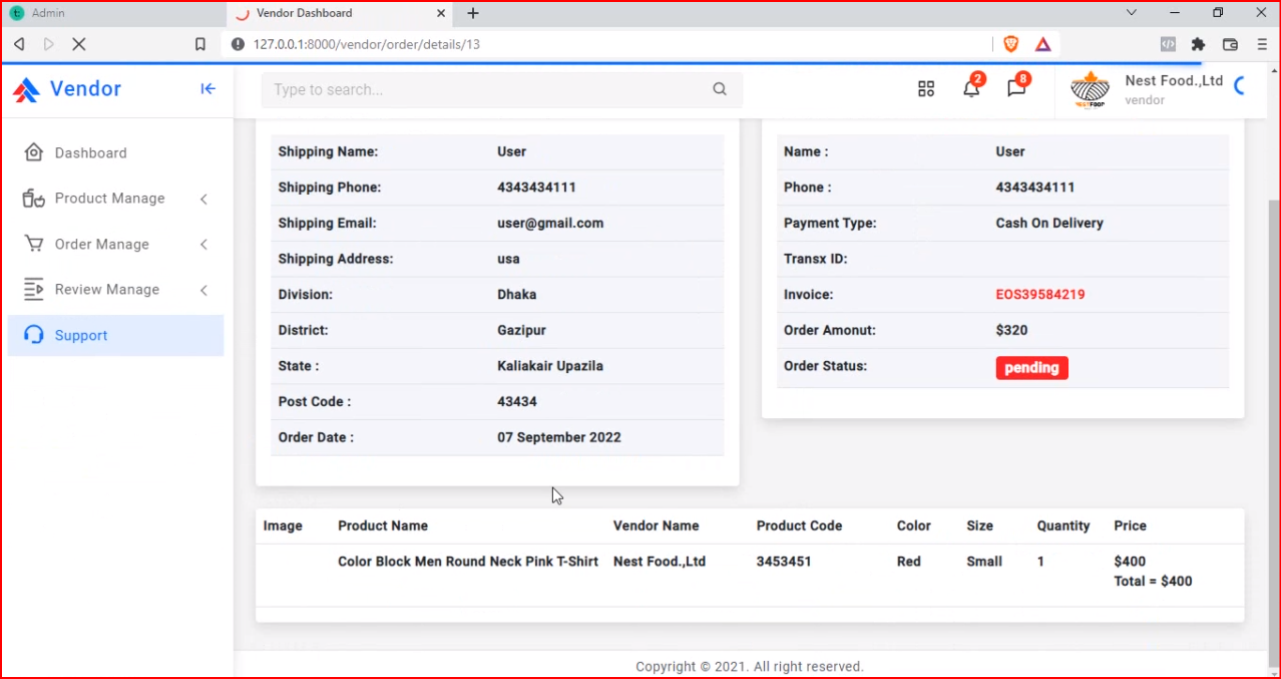 Admin
Vendor Dashboard
127.0.0.1:8000/vendor/order/details/13
Vendor
Type to search...
2
8
NESTFOOD
Nest Food.,Ltd
vendor
Dashboard
Product Manage
Order Manage
Review Manage
Support
Shipping Name: User
Shipping Phone: 4343434111
Shipping Email: user@gmail.com
Shipping Address: usa
Division: Dhaka
District: Gazipur
State : Kaliakair Upazila
Post Code : 43434
Order Date : 07 September 2022
Name : User
Phone : 4343434111
Payment Type: Cash On Delivery
Transx ID:
Invoice: EOS39584219
Order Amonut: $320
Order Status: pending
Image Product Name Vendor Name Product Code Color Size Quantity Price
Color Block Men Round Neck Pink T-Shirt Nest Food.,Ltd 3453451 Red Small 1 $400
Total = $400
Copyright © 2021. All right reserved.